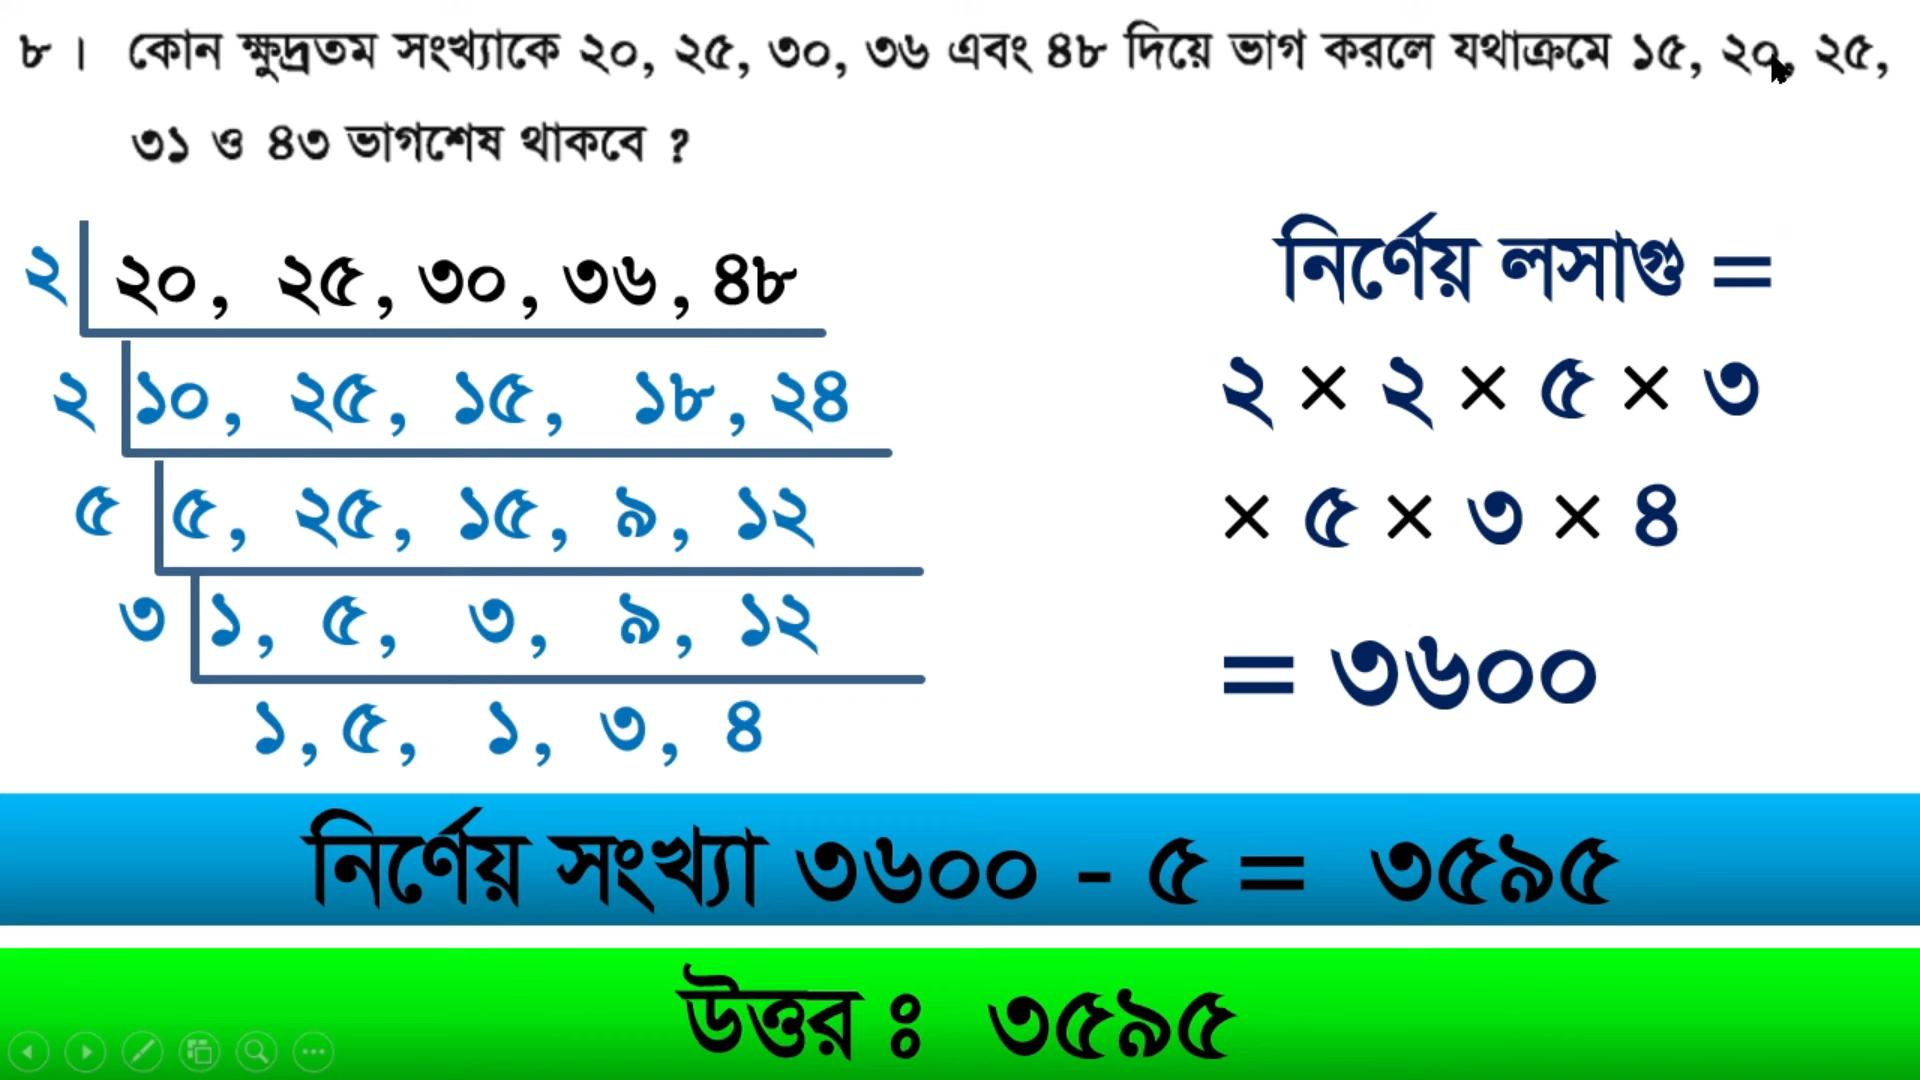 ৮ । কোন ক্ষুদ্রতম সংখ্যাকে ২০, ২৫, ৩০, ৩৬ এবং ৪৮ দিয়ে ভাগ করলে যথাক্রমে ১৫, ২০, ২৫,
৩১ ও ৪৩ ভাগশেষ থাকবে ?
২ ২০, ২৫, ৩০, ৩৬, ৪৮
২ ১০, ২৫, ১৫, ১৮, ২৪
৫ ৫, ২৫, ১৫, ৯, ১২
৩ ১, ৫, ৩, ৯, ১২
১, ৫, ১, ৩, ৪
নির্ণেয় লসাগু =
২ × ২ × ৫ × ৩
× ৫ × ৩ × ৪
= ৩৬০০
নির্ণেয় সংখ্যা ৩৬০০ - ৫ = ৩৫৯৫
উত্তর ঃ ৩৫৯৫